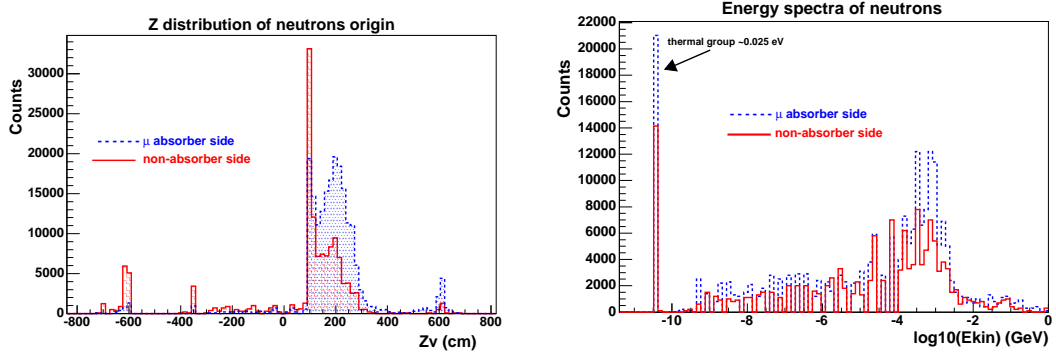 Z distribution of neutrons origin
Counts
30000
25000
20000
15000
10000
5000
0
μ absorber side
non-absorber side
-800 -600 -400 -200 0 200 400 600 800
Zv (cm)
Energy spectra of neutrons
Counts
22000
20000
18000
16000
14000
12000
10000
8000
6000
4000
2000
0
thermal group ~0.025 eV
μ absorber side
non-absorber side
-10 -8 -6 -4 -2 0
log10(Ekin) (GeV)